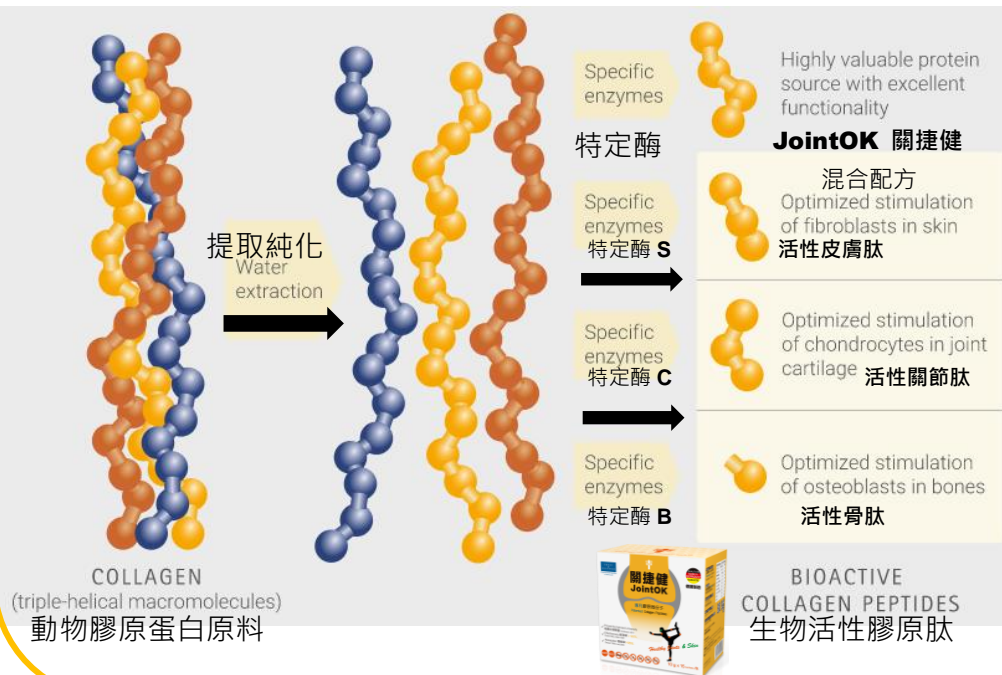 Specific
enzymes
特定酶
Highly valuable protein
source with excellent
functionality
JointOK 關捷健
混合配方
Specific
enzymes
特定酶 S
Optimized stimulation
of fibroblasts in skin
活性皮膚肽
提取純化
Water
extraction
Specific
enzymes
特定酶 C
Optimized stimulation
of chondrocytes in joint
cartilage 活性關節肽
Specific
enzymes
特定酶 B
Optimized stimulation
of osteoblasts in bones
活性骨肽
COLLAGEN
(triple-helical macromolecules)
動物膠原蛋白原料
關捷健
JointOK
BIOACTIVE
COLLAGEN PEPTIDES
生物活性膠原肽